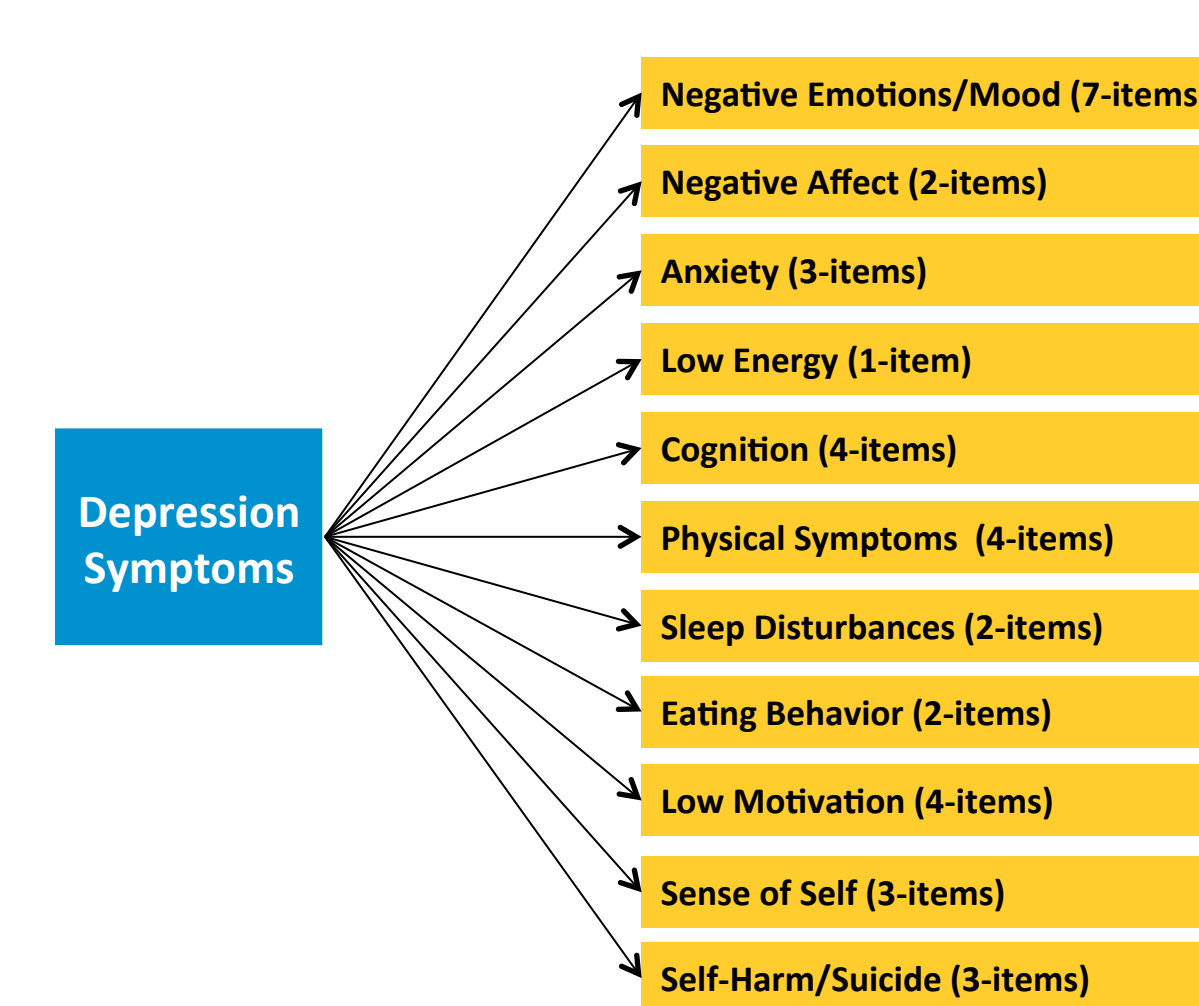 Negative Emotions/Mood (7-items
Negative Affect (2-items)
Anxiety (3-items)
Low Energy (1-item)
Cognition (4-items)
Depression
Symptoms
Physical Symptoms  (4-items)
Sleep Disturbances (2-items)
Eating Behavior (2-items)
Low Motivation (4-items)
Sense of Self (3-items)
Self-Harm/Suicide (3-items)